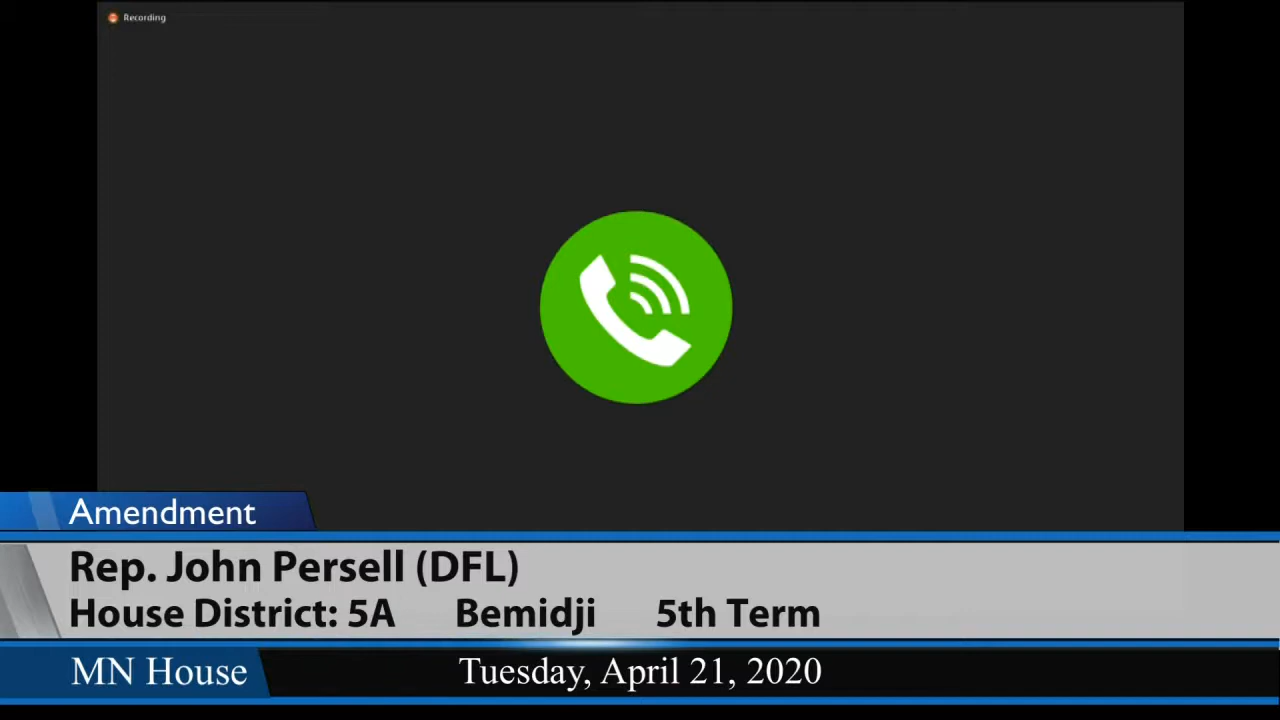 Recording
Amendment
Rep. John Persell (DFL)
House District: 5A Bemidji 5th Term
MN House Tuesday, April 21, 2020